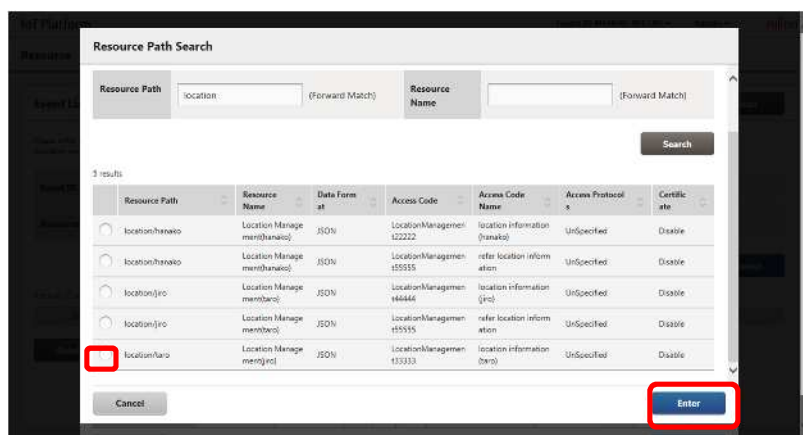 IoT Platform
Resource Path Search
Resource Path
location
(Forward Match)
Resource
Name
(Forward Match)
Search
results
Resource Path
Resource
Name
Data Form
at
Access Code
Access Code
Name
Access Protocol
s
Certific
ate
location/hanako
Location Manage
ment(hanako)
JSON
LocationManagemen
t22222
location information
(hanako)
UnSpecified
Disable
location/hanako
Location Manage
ment(hanako)
JSON
LocationManagemen
t55555
refer location inform
ation
UnSpecified
Disable
location/jiro
Location Manage
ment(taro)
JSON
LocationManagemen
t44444
location information
(jiro)
UnSpecified
Disable
location/jiro
Location Manage
ment(taro)
JSON
LocationManagemen
t55555
refer location inform
ation
UnSpecified
Disable
location/taro
Location Manage
ment(jiro)
JSON
LocationManagemen
t33333
location information
(taro)
UnSpecified
Disable
Cancel
Enter